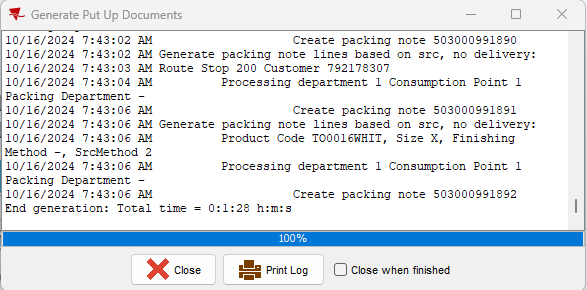 Generate Put Up Documents
10/16/2024 7:43:02 AM Create packing note 503000991890
10/16/2024 7:43:02 AM Generate packing note lines based on src, no delivery:
10/16/2024 7:43:03 AM Route Stop 200 Customer 792178307
10/16/2024 7:43:04 AM Processing department 1 Consumption Point 1
Packing Department -
10/16/2024 7:43:06 AM Create packing note 503000991891
10/16/2024 7:43:06 AM Generate packing note lines based on src, no delivery:
10/16/2024 7:43:06 AM Product Code TO0016WHIT, Size X, Finishing
Method -, SrcMethod 2
10/16/2024 7:43:06 AM Processing department 1 Consumption Point 1
Packing Department -
10/16/2024 7:43:06 AM Create packing note 503000991892
End generation: Total time = 0:1:28 h:m:s
100%
Close
Print Log
Close when finished